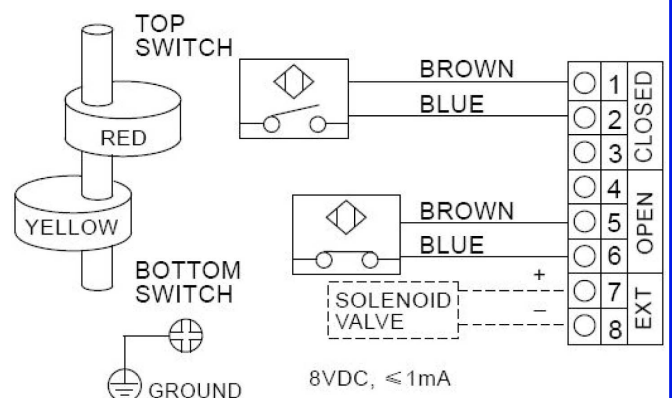 TOP
SWITCH
RED
YELLOW
BOTTOM
SWITCH
GROUND
BROWN
BLUE
BROWN
BLUE
+
SOLENOID
VALVE
–
8VDC, ≤1mA
1
2
3
CLOSED
4
5
6
OPEN
7
8
EXT